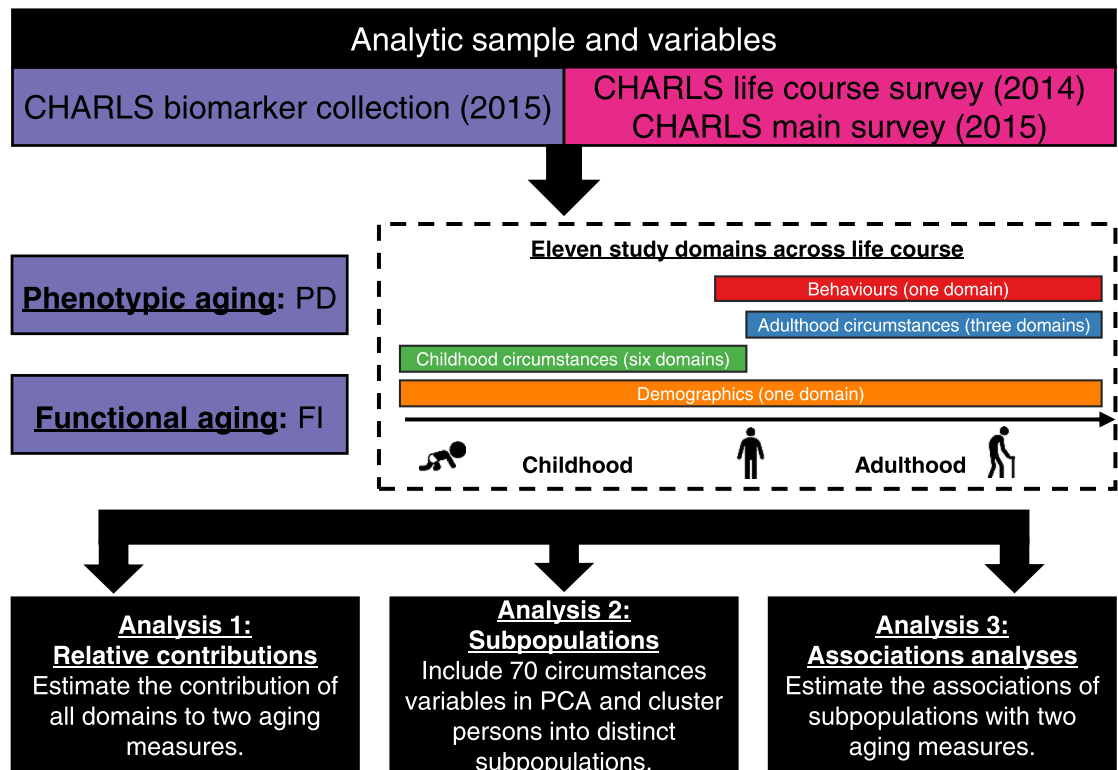 Analytic sample and variables
CHARLS biomarker collection (2015)
CHARLS life course survey (2014)
CHARLS main survey (2015)
Phenotypic aging: PD
Functional aging: FI
Eleven study domains across life course
Behaviours (one domain)
Adulthood circumstances (three domains)
Childhood circumstances (six domains)
Demographics (one domain)
Childhood
Adulthood
Analysis 1:
Relative contributions
Estimate the contribution of
all domains to two aging
measures.
Analysis 2:
Subpopulations
Include 70 circumstances
variables in PCA and cluster
persons into distinct
subpopulations.
Analysis 3:
Associations analyses
Estimate the associations of
subpopulations with two
aging measures.